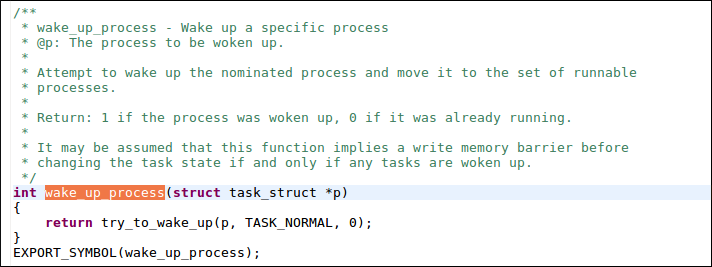 /**
 * wake_up_process - Wake up a specific process
 * @p: The process to be woken up.
 *
 * Attempt to wake up the nominated process and move it to the set of runnable
 * processes.
 *
 * Return: 1 if the process was woken up, 0 if it was already running.
 *
 * It may be assumed that this function implies a write memory barrier before
 * changing the task state if and only if any tasks are woken up.
 */
int wake_up_process(struct task_struct *p)
{
    return try_to_wake_up(p, TASK_NORMAL, 0);
}
EXPORT_SYMBOL(wake_up_process);